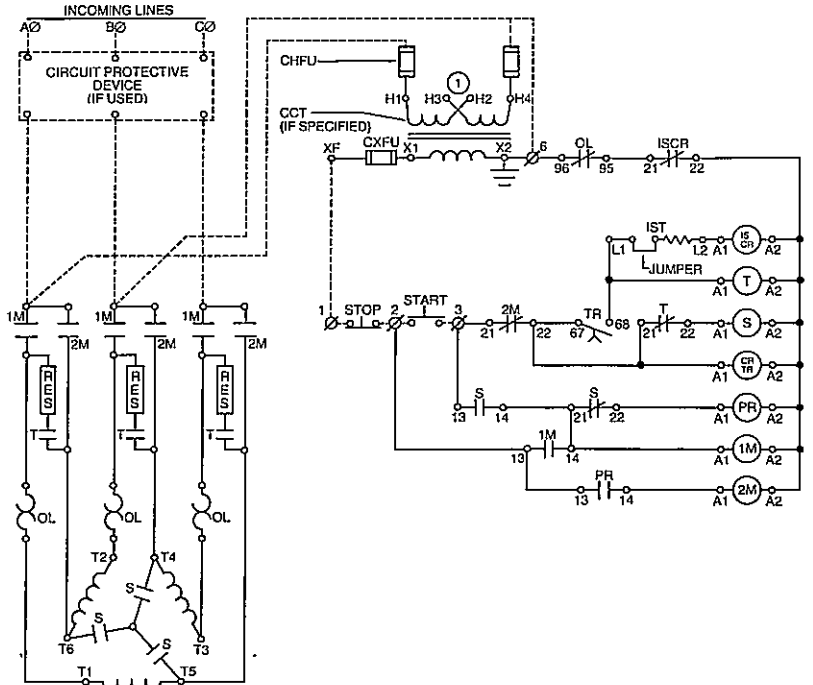 INCOMING LINES
AØ BØ CØ
CIRCUIT PROTECTIVE
DEVICE
(IF USED)
CHFU
1
H1 H3 H2 H4
CCT
(IF SPECIFIED)
XF CXFU X1 X2 6 OL ISCR
96 95 21 22
IST
L1 L2 A1 IS CR A2
JUMPER
A1 T A2
1 STOP 2 START 3 2M TR T
21 22 67 68 21 22 A1 S A2
A1 CR TR A2
S S
13 14 21 22 A1 PR A2
1M
13 14 A1 1M A2
PR
13 14 A1 2M A2
1M 1M 1M
2M 2M 2M
RES RES RES
T T T
OL OL OL
T2 T4
S
S
S
T6 T3
T1 T5